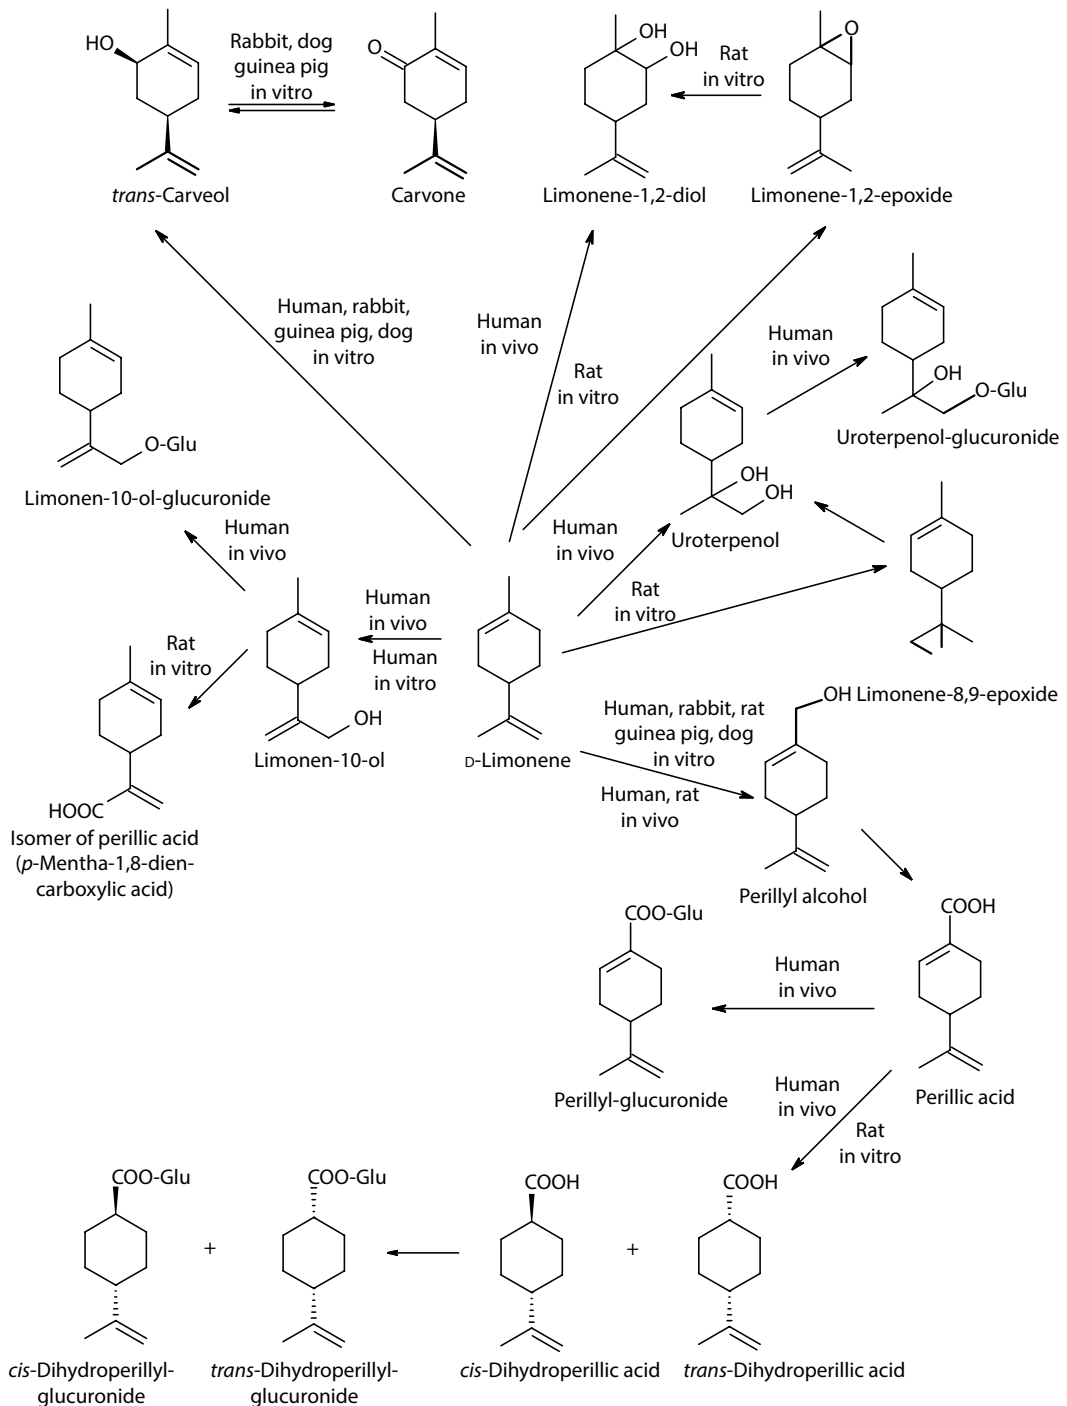 HO
Rabbit, dog
guinea pig
in vitro
O
OH
OH
Rat
in vitro
O
trans-Carveol
Carvone
Limonene-1,2-diol
Limonene-1,2-epoxide
Human, rabbit,
guinea pig, dog
in vitro
Human
in vivo
Rat
in vitro
Human
in vivo
OH
O-Glu
Uroterpenol-glucuronide
O-Glu
Limonen-10-ol-glucuronide
OH
OH
Uroterpenol
Human
in vivo
Human
in vivo
Rat
in vitro
Human
in vivo
Human
in vitro
Rat
in vitro
OH
Limonen-10-ol
D-Limonene
OH Limonene-8,9-epoxide
Human, rabbit, rat
guinea pig, dog
in vitro
Human, rat
in vivo
HOOC
Isomer of perillic acid
(p-Mentha-1,8-dien-
carboxylic acid)
Perillyl alcohol
COO-Glu
COOH
Human
in vivo
Perillyl-glucuronide
Perillic acid
Human
in vivo
Rat
in vitro
COO-Glu
COO-Glu
COOH
COOH
+
+
cis-Dihydroperillyl-
glucuronide
trans-Dihydroperillyl-
glucuronide
cis-Dihydroperillic acid
trans-Dihydroperillic acid